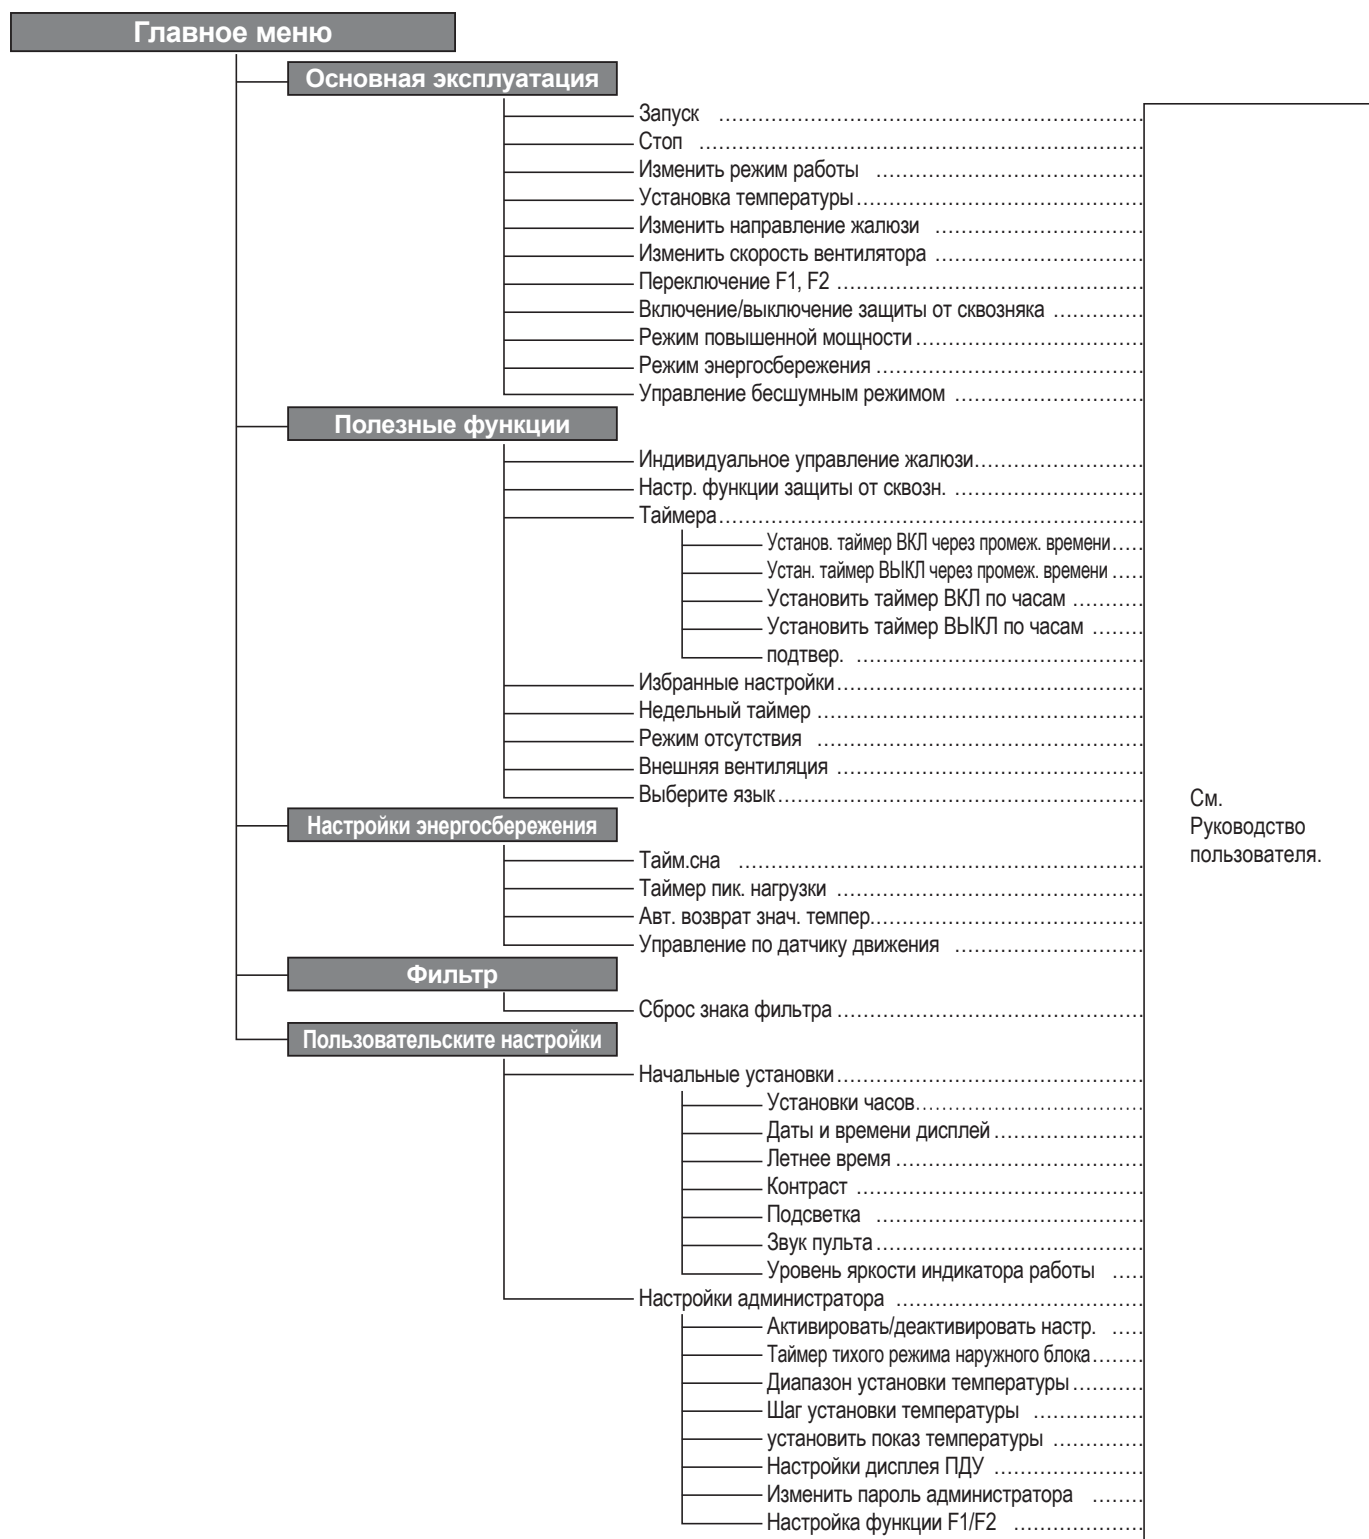 Главное меню
Основная эксплуатация
Запуск
Стоп
Изменить режим работы
Установка температуры
Изменить направление жалюзи
Изменить скорость вентилятора
Переключение F1, F2
Включение/выключение защиты от сквозняка
Режим повышенной мощности
Режим энергосбережения
Управление бесшумным режимом
Полезные функции
Индивидуальное управление жалюзи
Настр. функции защиты от сквозн.
Таймера
Установ. таймер ВКЛ через промеж. времени
Устан. таймер ВЫКЛ через промеж. времени
Установить таймер ВКЛ по часам
Установить таймер ВЫКЛ по часам
подтвер.
Избранные настройки
Недельный таймер
Режим отсутствия
Внешняя вентиляция
Выберите язык
Настройки энергосбережения
Тайм.сна
Таймер пик. нагрузки
Авт. возврат знач. темпер.
Управление по датчику движения
Фильтр
Сброс знака фильтра
Пользовательските настройки
Начальные установки
Установки часов
Даты и времени дисплей
Летнее время
Контраст
Подсветка
Звук пульта
Уровень яркости индикатора работы
Настройки администратора
Активировать/деактивировать настр.
Таймер тихого режима наружного блока
Диапазон установки температуры
Шаг установки температуры
установить показ температуры
Настройки дисплея ПДУ
Изменить пароль администратора
Настройка функции F1/F2
См.
Руководство
пользователя.